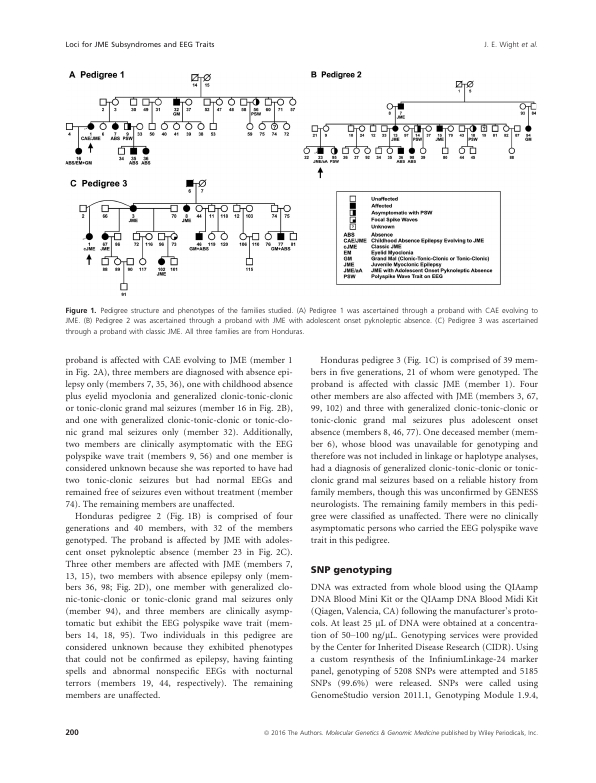 Loci for JME Subsyndromes and EEG Traits
J. E. Wight et al.
A Pedigree 1
B Pedigree 2
C Pedigree 3
Unaffected
Affected
Asymptomatic with PSW
Focal Spike Waves
Unknown
ABS Absence
CAE/JME Childhood Absence Epilepsy Evolving to JME
cJME Classic JME
EM Eyelid Myoclonia
GM Grand Mal (Clonic-Tonic-Clonic or Tonic-Clonic)
JME Juvenile Myoclonic Epilepsy
JME/aA JME with Adolescent Onset Pyknoleptic Absence
PSW Polyspike Wave Trait on EEG
Figure 1. Pedigree structure and phenotypes of the families studied. (A) Pedigree 1 was ascertained through a proband with CAE evolving to
JME. (B) Pedigree 2 was ascertained through a proband with JME with adolescent onset pyknoleptic absence. (C) Pedigree 3 was ascertained
through a proband with classic JME. All three families are from Honduras.
proband is affected with CAE evolving to JME (member 1
in Fig. 2A), three members are diagnosed with absence epi-
lepsy only (members 7, 35, 36), one with childhood absence
plus eyelid myoclonia and generalized clonic-tonic-clonic
or tonic-clonic grand mal seizures (member 16 in Fig. 2B),
and one with generalized clonic-tonic-clonic or tonic-clo-
nic grand mal seizures only (member 32). Additionally,
two members are clinically asymptomatic with the EEG
polyspike wave trait (members 9, 56) and one member is
considered unknown because she was reported to have had
two tonic-clonic seizures but had normal EEGs and
remained free of seizures even without treatment (member
74). The remaining members are unaffected.
Honduras pedigree 2 (Fig. 1B) is comprised of four
generations and 40 members, with 32 of the members
genotyped. The proband is affected by JME with adoles-
cent onset pyknoleptic absence (member 23 in Fig. 2C).
Three other members are affected with JME (members 7,
13, 15), two members with absence epilepsy only (mem-
bers 36, 98; Fig. 2D), one member with generalized clo-
nic-tonic-clonic or tonic-clonic grand mal seizures only
(member 94), and three members are clinically asymp-
tomatic but exhibit the EEG polyspike wave trait (mem-
bers 14, 18, 95). Two individuals in this pedigree are
considered unknown because they exhibited phenotypes
that could not be confirmed as epilepsy, having fainting
spells and abnormal nonspecific EEGs with nocturnal
terrors (members 19, 44, respectively). The remaining
members are unaffected.
Honduras pedigree 3 (Fig. 1C) is comprised of 39 mem-
bers in five generations, 21 of whom were genotyped. The
proband is affected with classic JME (member 1). Four
other members are also affected with JME (members 3, 67,
99, 102) and three with generalized clonic-tonic-clonic or
tonic-clonic grand mal seizures plus adolescent onset
absence (members 8, 46, 77). One deceased member (mem-
ber 6), whose blood was unavailable for genotyping and
therefore was not included in linkage or haplotype analyses,
had a diagnosis of generalized clonic-tonic-clonic or tonic-
clonic grand mal seizures based on a reliable history from
family members, though this was unconfirmed by GENESS
neurologists. The remaining family members in this pedi-
gree were classified as unaffected. There were no clinically
asymptomatic persons who carried the EEG polyspike wave
trait in this pedigree.
SNP genotyping
DNA was extracted from whole blood using the QIAamp
DNA Blood Mini Kit or the QIAamp DNA Blood Midi Kit
(Qiagen, Valencia, CA) following the manufacturer's proto-
cols. At least 25 μL of DNA were obtained at a concentra-
tion of 50–100 ng/μL. Genotyping services were provided
by the Center for Inherited Disease Research (CIDR). Using
a custom resynthesis of the InfiniumLinkage-24 marker
panel, genotyping of 5208 SNPs were attempted and 5185
SNPs (99.6%) were released. SNPs were called using
GenomeStudio version 2011.1, Genotyping Module 1.9.4,
200
© 2016 The Authors. Molecular Genetics & Genomic Medicine published by Wiley Periodicals, Inc.